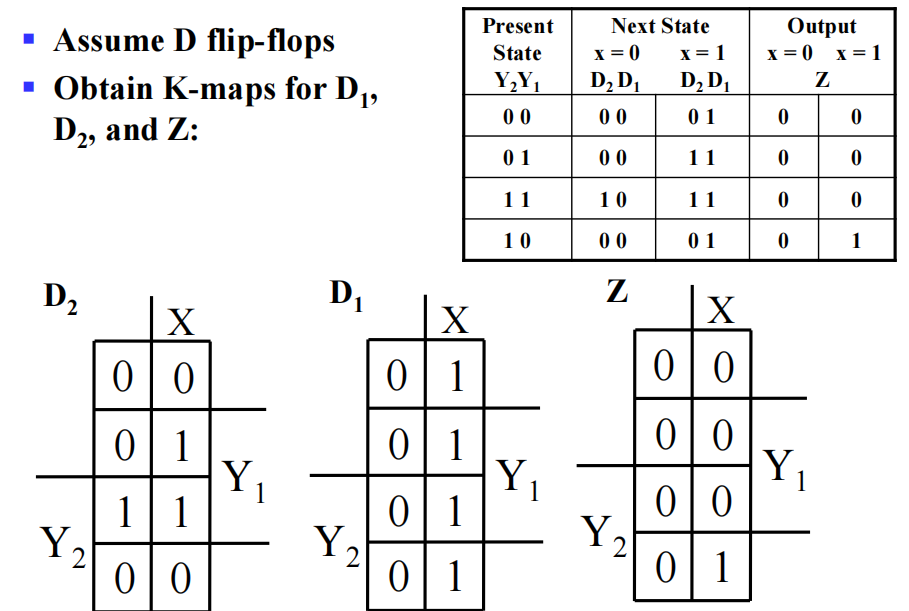 ▪ Assume D flip-flops
▪ Obtain K-maps for D₁,
D₂, and Z:
Present Next State Output
State x = 0 x = 1 x = 0 x = 1
Y₂Y₁ D₂ D₁ D₂ D₁ Z
0 0 0 0 0 1 0 0
0 1 0 0 1 1 0 0
1 1 1 0 1 1 0 0
1 0 0 0 0 1 0 1
D₂
X
0 0
0 1
Y₁
1 1
Y₂
0 0
D₁
X
0 1
0 1
Y₁
0 1
Y₂
0 1
Z
X
0 0
0 0
Y₁
0 0
Y₂
0 1